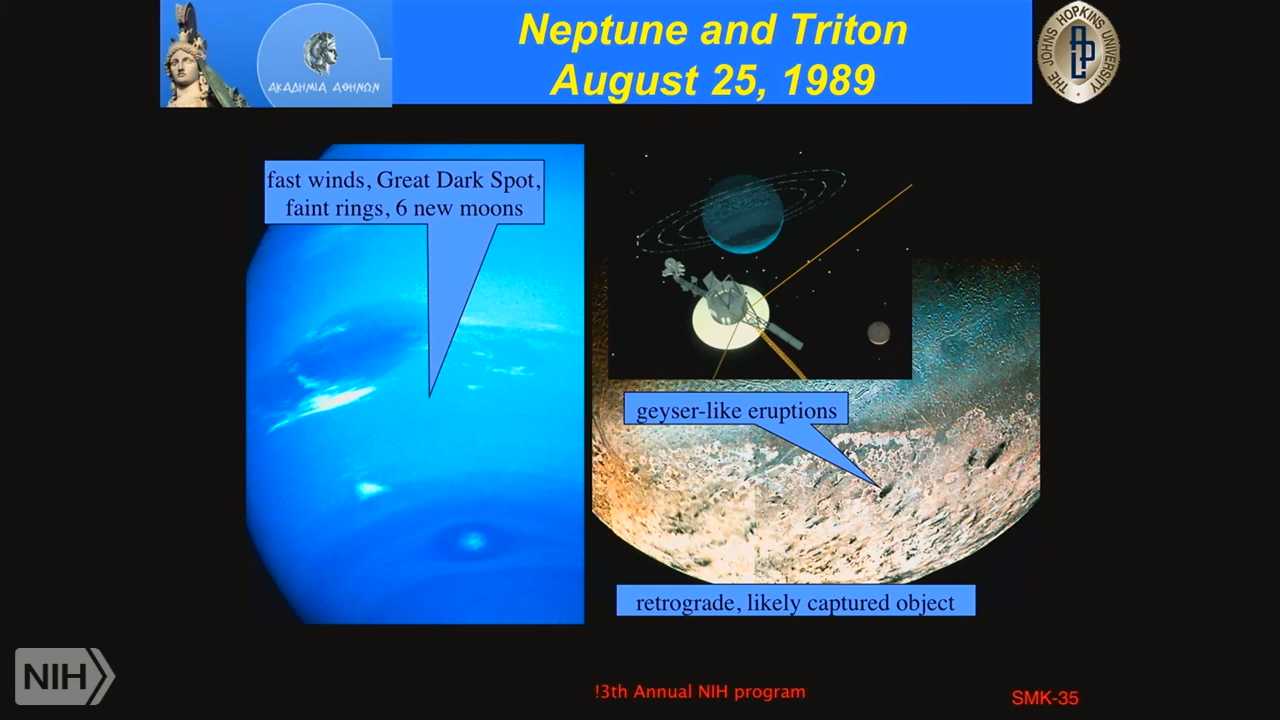 ΑΚΑΔΗΜΙΑ ΑΘΗΝΩΝ
Neptune and Triton
August 25, 1989
THE JOHNS HOPKINS UNIVERSITY
APL
fast winds, Great Dark Spot,
faint rings, 6 new moons
geyser-like eruptions
retrograde, likely captured object
NIH
!3th Annual NIH program
SMK-35